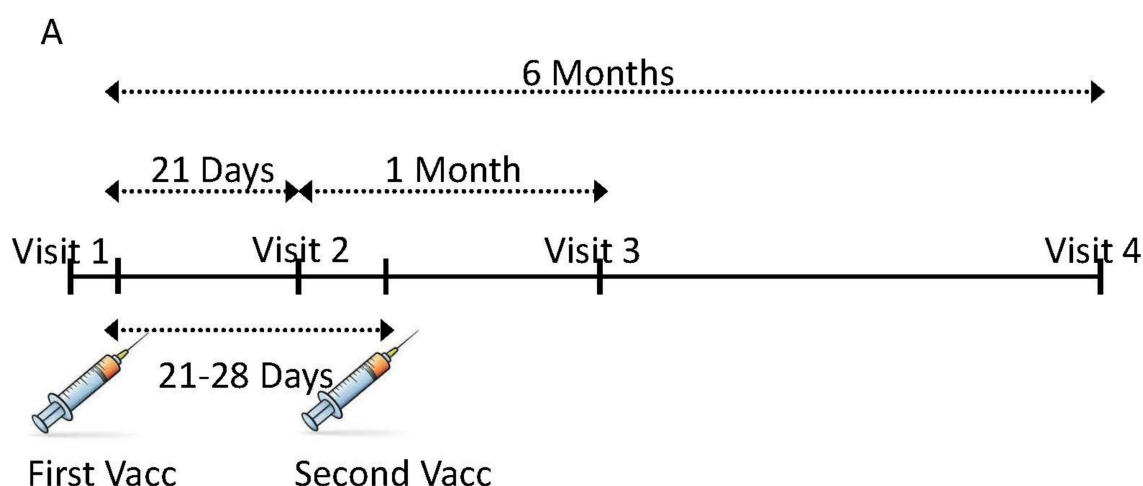 A
6 Months
21 Days 1 Month
Visit 1 Visit 2 Visit 3 Visit 4
21-28 Days
First Vacc Second Vacc